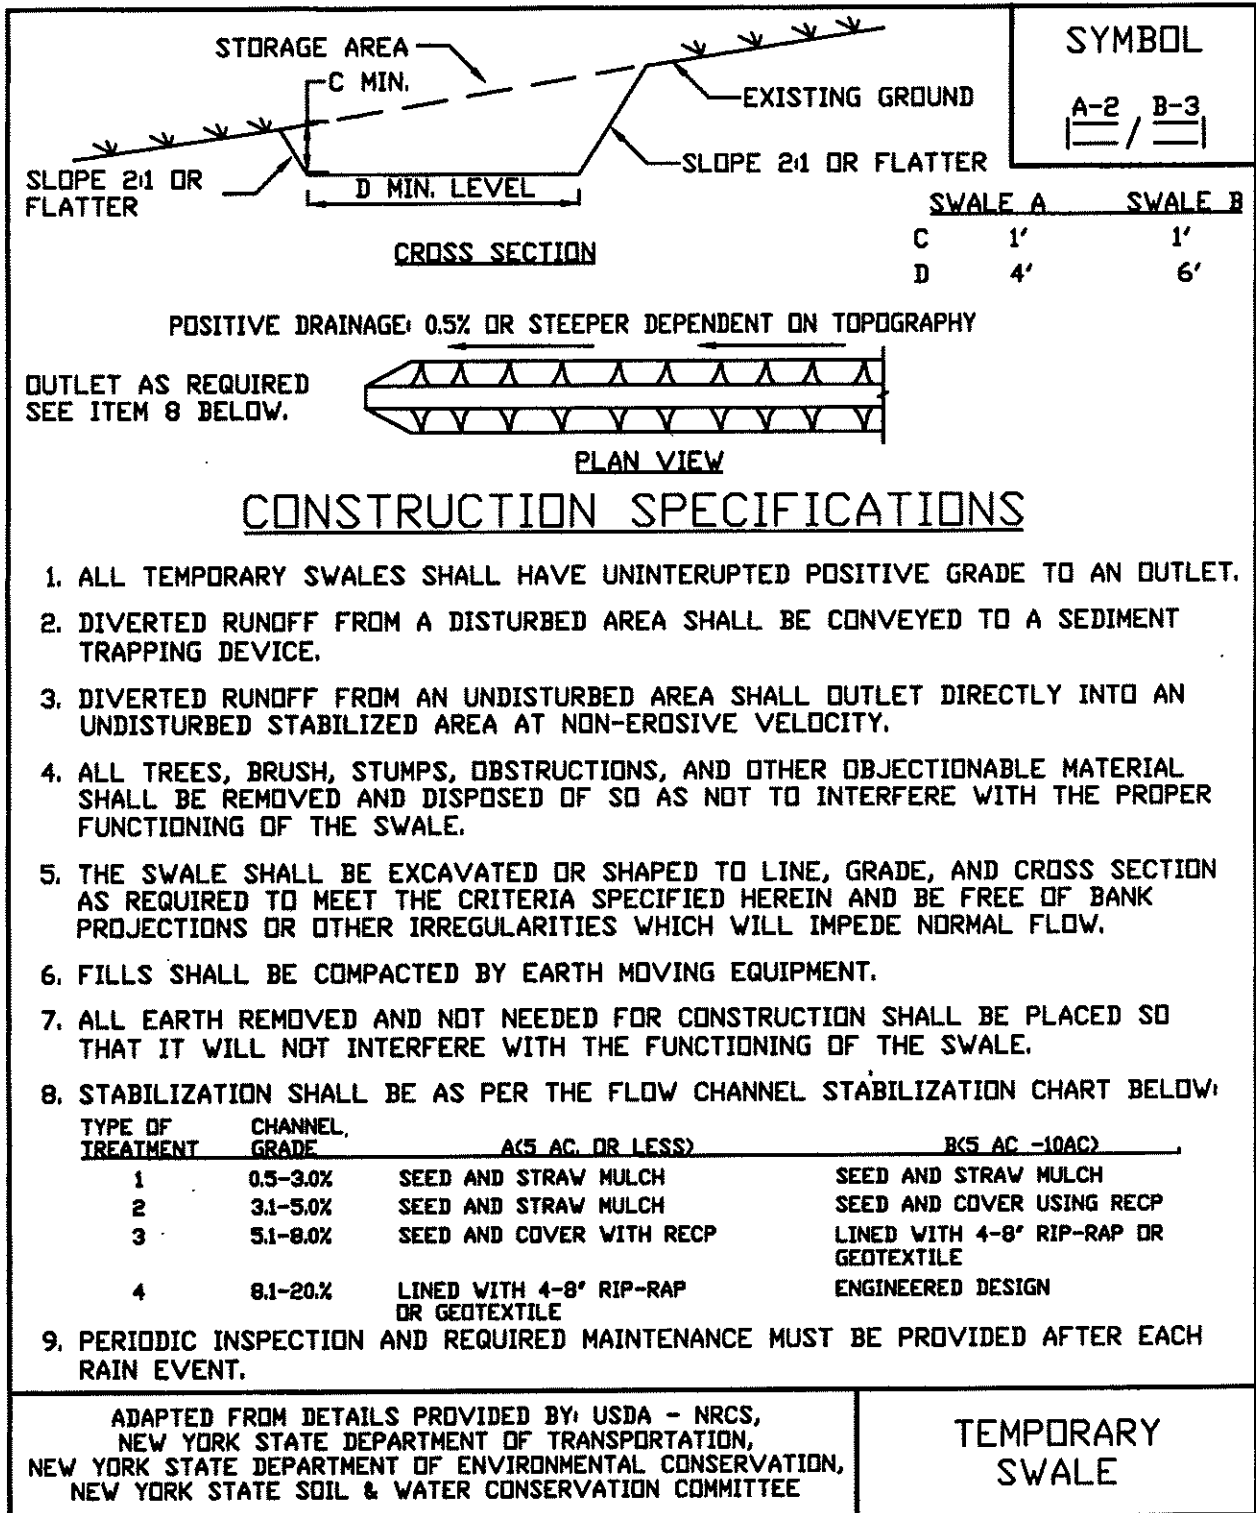 STORAGE AREA
C MIN.
EXISTING GROUND
SLOPE 2:1 OR
FLATTER
D MIN. LEVEL
SLOPE 2:1 OR FLATTER
CROSS SECTION
SYMBOL
A-2 / B-3
SWALE A SWALE B
C 1' 1'
D 4' 6'
POSITIVE DRAINAGE: 0.5% OR STEEPER DEPENDENT ON TOPOGRAPHY
OUTLET AS REQUIRED
SEE ITEM 8 BELOW.
PLAN VIEW
CONSTRUCTION SPECIFICATIONS
1. ALL TEMPORARY SWALES SHALL HAVE UNINTERUPTED POSITIVE GRADE TO AN OUTLET.
2. DIVERTED RUNOFF FROM A DISTURBED AREA SHALL BE CONVEYED TO A SEDIMENT
TRAPPING DEVICE.
3. DIVERTED RUNOFF FROM AN UNDISTURBED AREA SHALL OUTLET DIRECTLY INTO AN
UNDISTURBED STABILIZED AREA AT NON-EROSIVE VELOCITY.
4. ALL TREES, BRUSH, STUMPS, OBSTRUCTIONS, AND OTHER OBJECTIONABLE MATERIAL
SHALL BE REMOVED AND DISPOSED OF SO AS NOT TO INTERFERE WITH THE PROPER
FUNCTIONING OF THE SWALE.
5. THE SWALE SHALL BE EXCAVATED OR SHAPED TO LINE, GRADE, AND CROSS SECTION
AS REQUIRED TO MEET THE CRITERIA SPECIFIED HEREIN AND BE FREE OF BANK
PROJECTIONS OR OTHER IRREGULARITIES WHICH WILL IMPEDE NORMAL FLOW.
6. FILLS SHALL BE COMPACTED BY EARTH MOVING EQUIPMENT.
7. ALL EARTH REMOVED AND NOT NEEDED FOR CONSTRUCTION SHALL BE PLACED SO
THAT IT WILL NOT INTERFERE WITH THE FUNCTIONING OF THE SWALE.
8. STABILIZATION SHALL BE AS PER THE FLOW CHANNEL STABILIZATION CHART BELOW:
TYPE OF CHANNEL
TREATMENT GRADE A(5 AC. OR LESS) B(5 AC -10AC)
1 0.5-3.0% SEED AND STRAW MULCH SEED AND STRAW MULCH
2 3.1-5.0% SEED AND STRAW MULCH SEED AND COVER USING RECP
3 5.1-8.0% SEED AND COVER WITH RECP LINED WITH 4-8' RIP-RAP OR
GEOTEXTILE
4 8.1-20.% LINED WITH 4-8' RIP-RAP ENGINEERED DESIGN
OR GEOTEXTILE
9. PERIODIC INSPECTION AND REQUIRED MAINTENANCE MUST BE PROVIDED AFTER EACH
RAIN EVENT.
ADAPTED FROM DETAILS PROVIDED BY: USDA - NRCS,
NEW YORK STATE DEPARTMENT OF TRANSPORTATION,
NEW YORK STATE DEPARTMENT OF ENVIRONMENTAL CONSERVATION,
NEW YORK STATE SOIL & WATER CONSERVATION COMMITTEE
TEMPORARY
SWALE